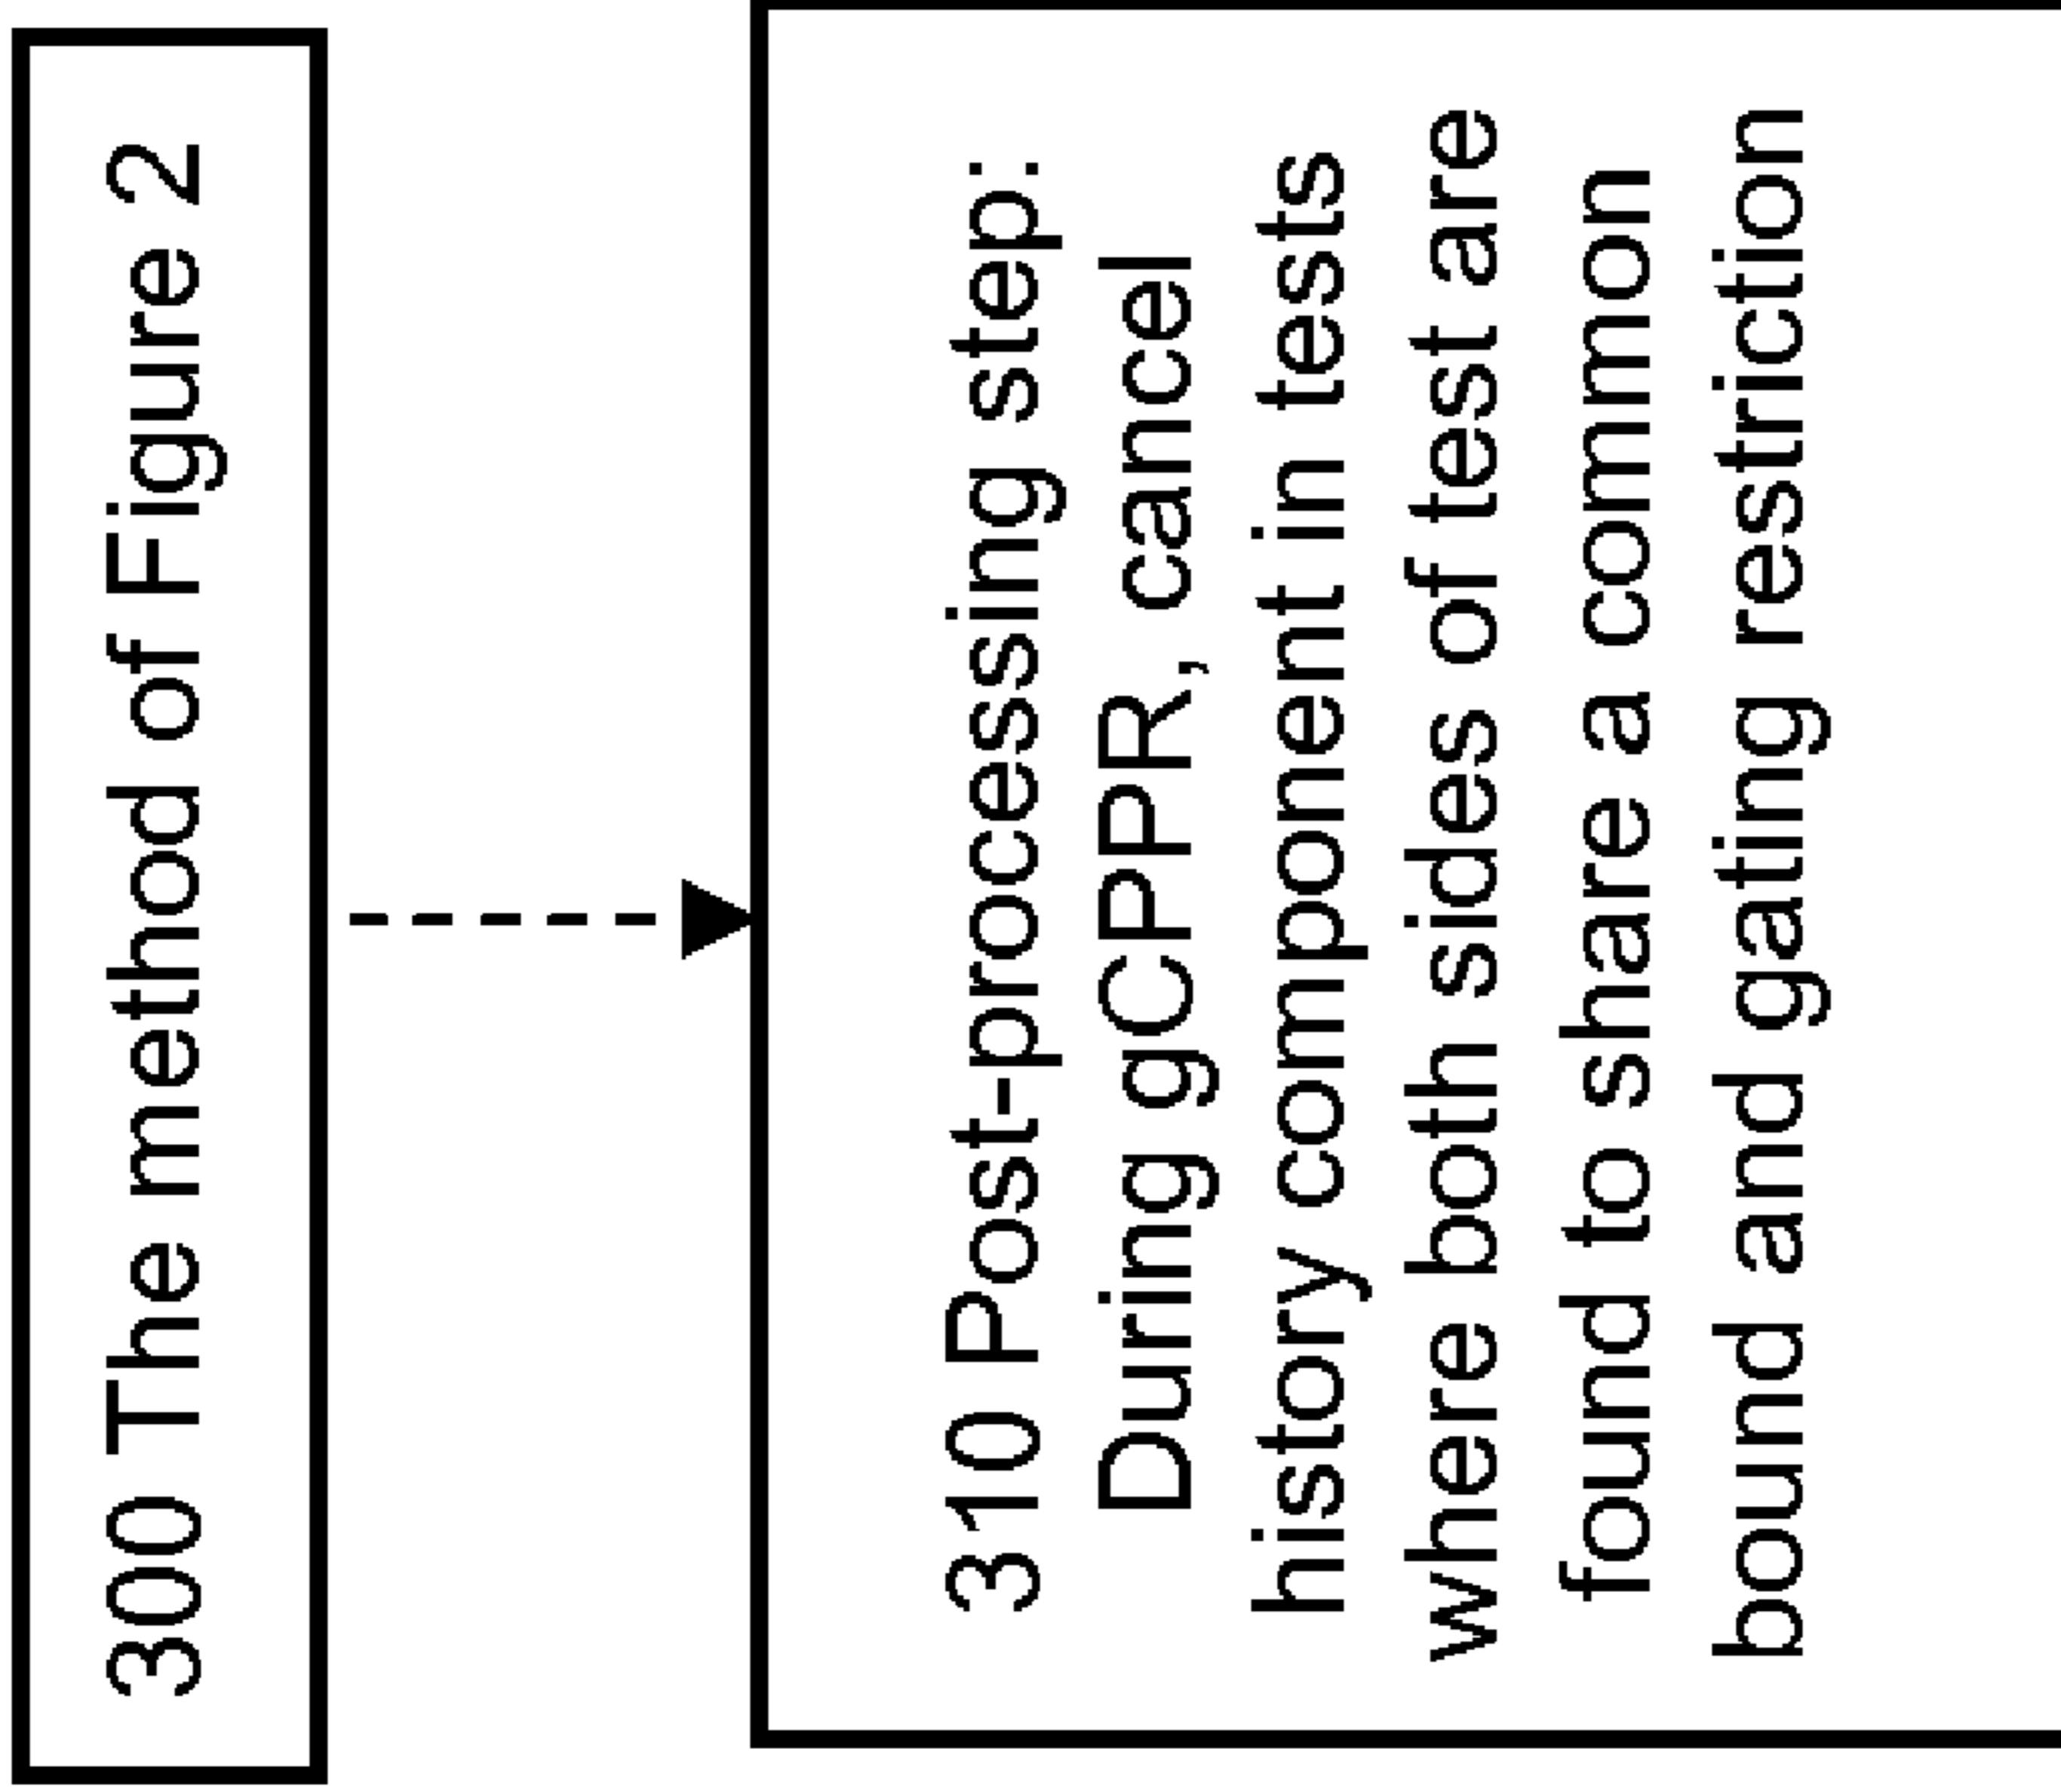 300 The method of Figure 2
310 Post-processing step:
During gCPPR, cancel
history component in tests
where both sides of test are
found to share a common
bound and gating restriction